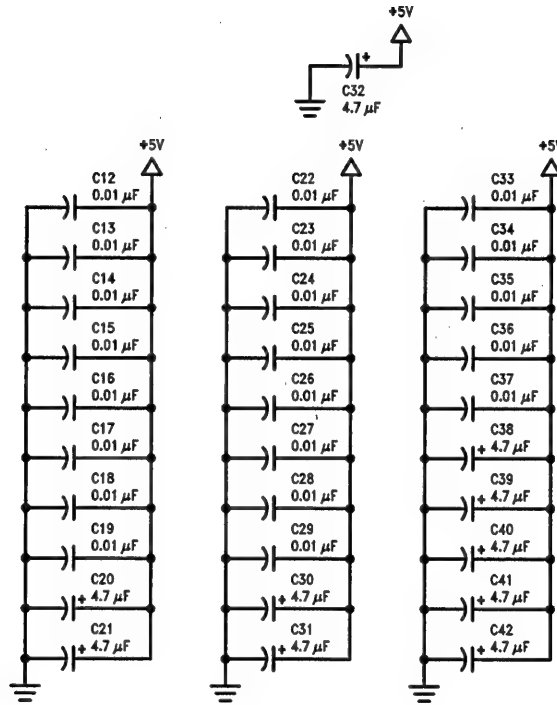 +5V
+
C32
4.7 μF
+5V
C12
0.01 μF
C13
0.01 μF
C14
0.01 μF
C15
0.01 μF
C16
0.01 μF
C17
0.01 μF
C18
0.01 μF
C19
0.01 μF
C20
+ 4.7 μF
C21
+ 4.7 μF
+5V
C22
0.01 μF
C23
0.01 μF
C24
0.01 μF
C25
0.01 μF
C26
0.01 μF
C27
0.01 μF
C28
0.01 μF
C29
0.01 μF
C30
+ 4.7 μF
C31
+ 4.7 μF
+5V
C33
0.01 μF
C34
0.01 μF
C35
0.01 μF
C36
0.01 μF
C37
0.01 μF
C38
+ 4.7 μF
C39
+ 4.7 μF
C40
+ 4.7 μF
C41
+ 4.7 μF
C42
+ 4.7 μF